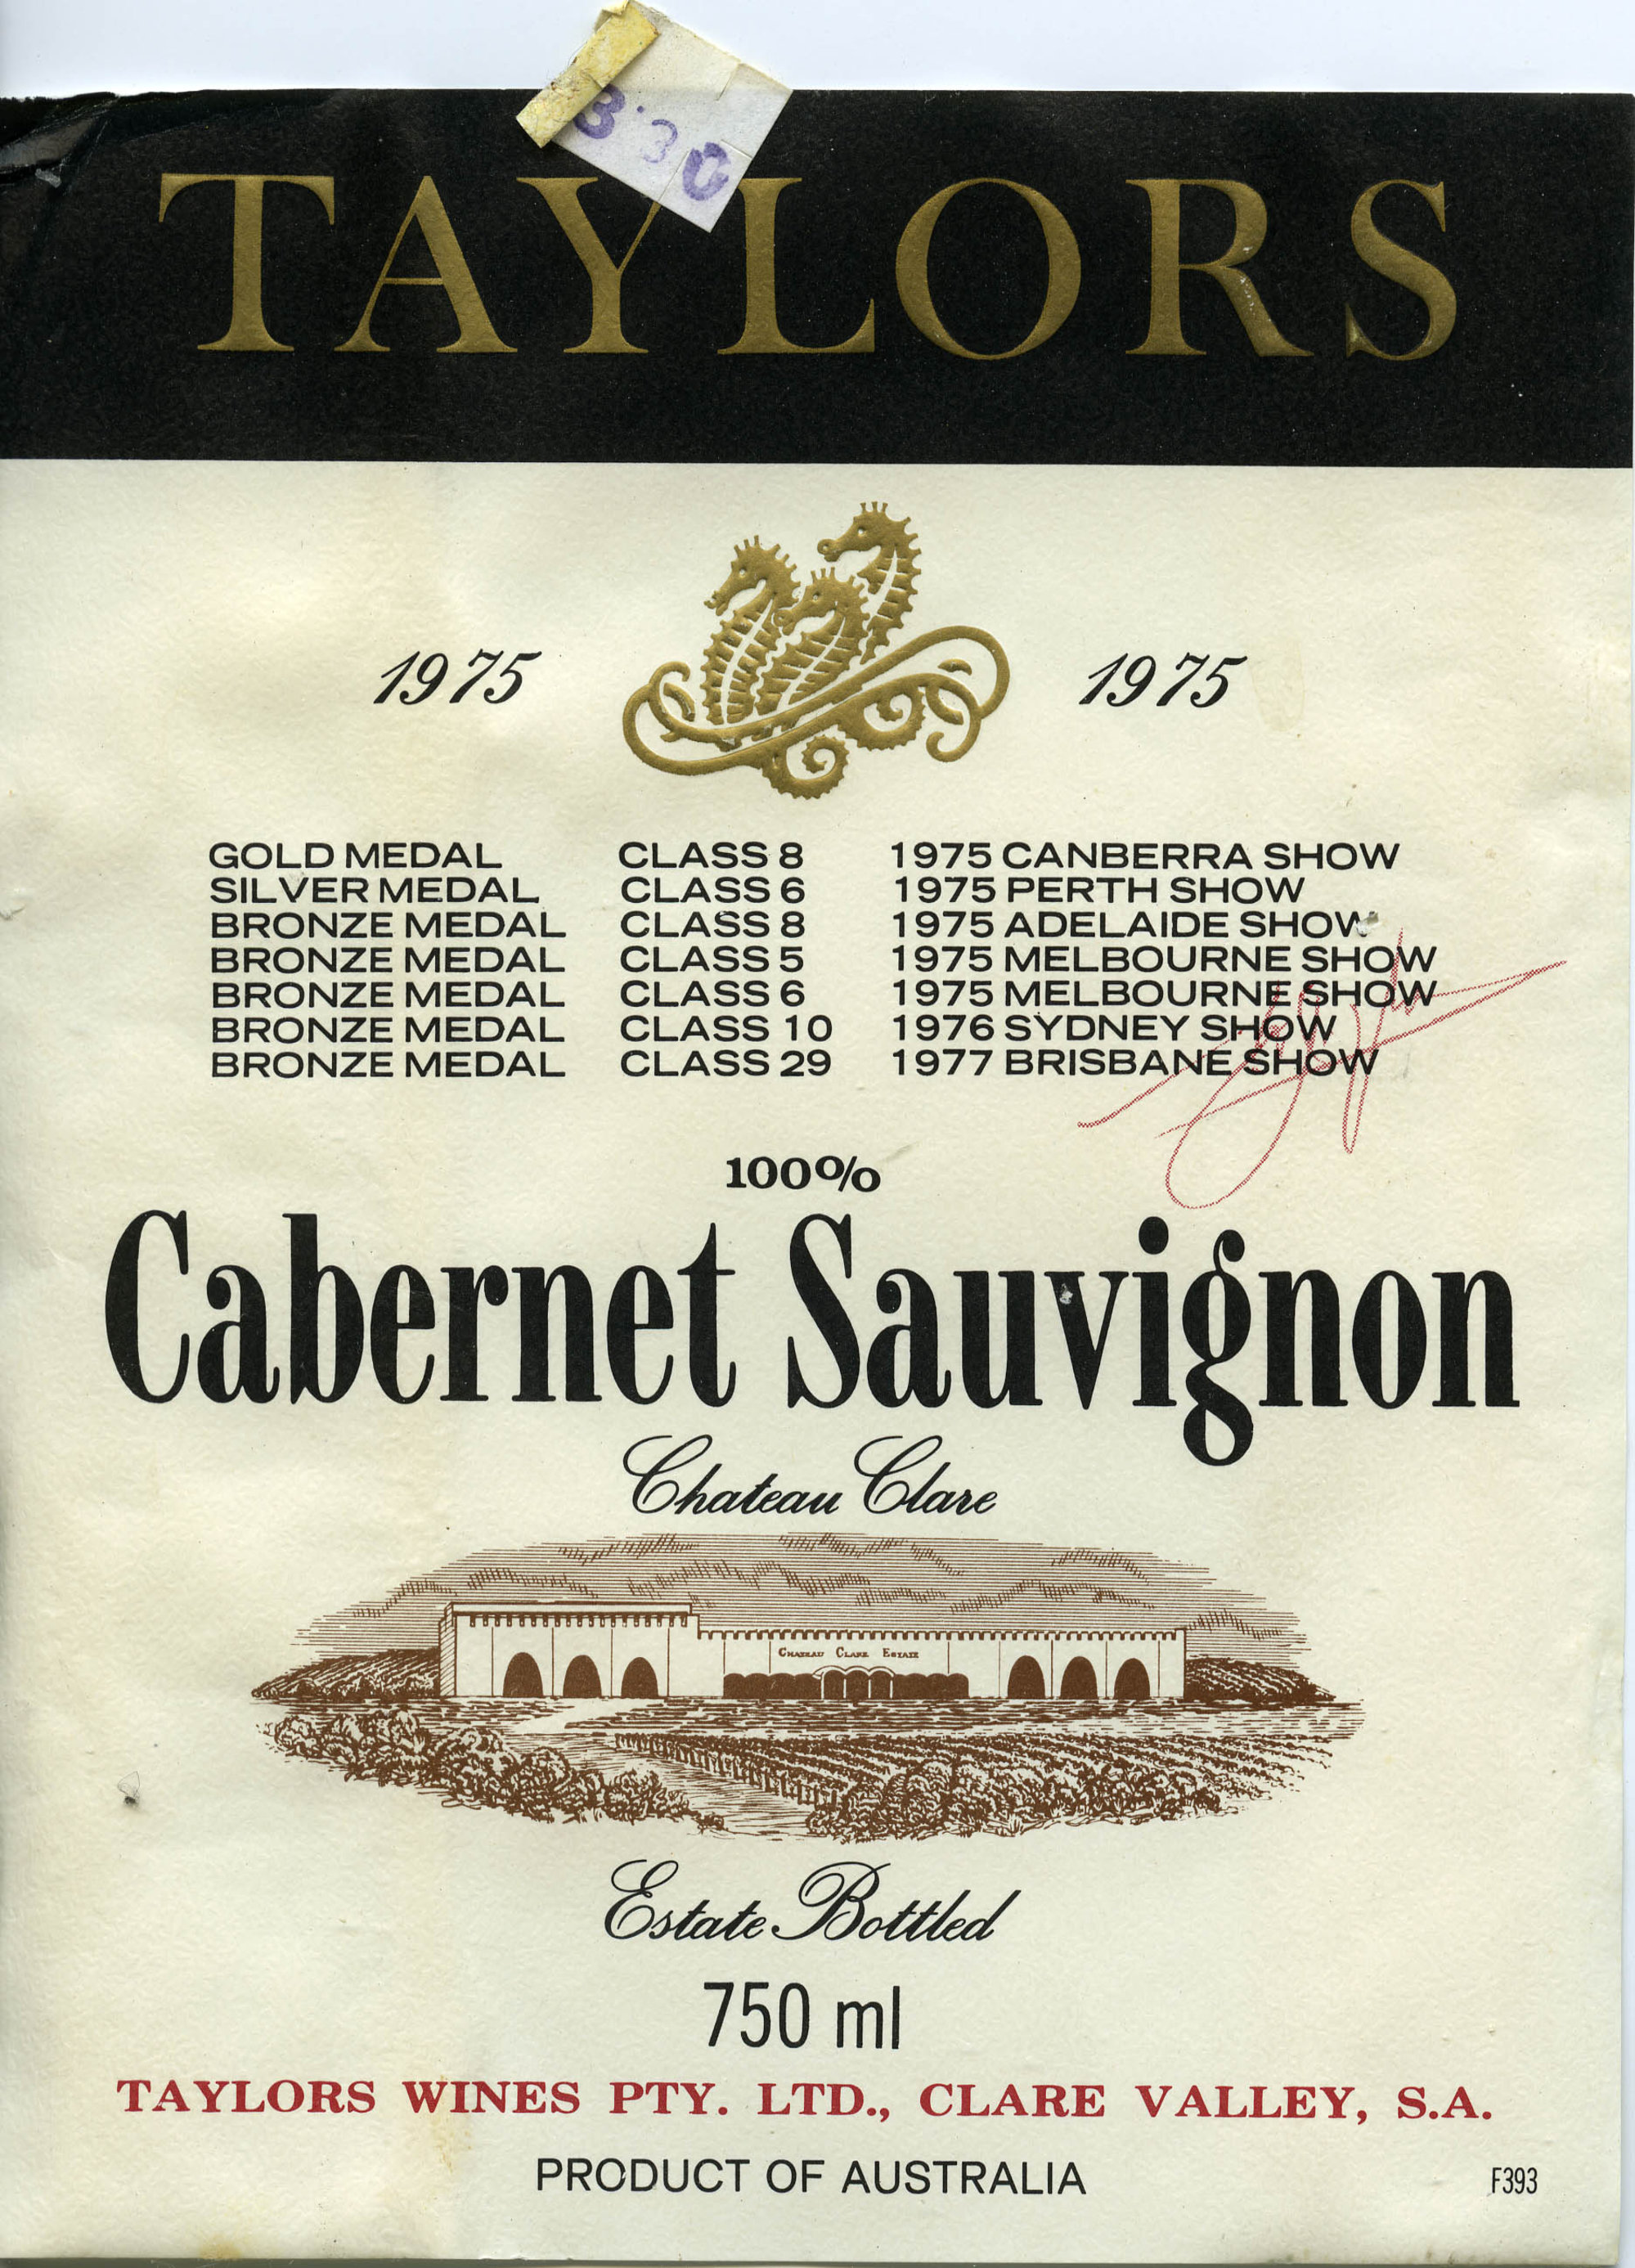 3.30
TAYLORS
1975 1975
GOLD MEDAL CLASS 8 1975 CANBERRA SHOW
SILVER MEDAL CLASS 6 1975 PERTH SHOW
BRONZE MEDAL CLASS 8 1975 ADELAIDE SHOW
BRONZE MEDAL CLASS 5 1975 MELBOURNE SHOW
BRONZE MEDAL CLASS 6 1975 MELBOURNE SHOW
BRONZE MEDAL CLASS 10 1976 SYDNEY SHOW
BRONZE MEDAL CLASS 29 1977 BRISBANE SHOW
100%
Cabernet Sauvignon
Chateau Clare
CHATEAU CLARE ESTATE
Estate Bottled
750 ml
TAYLORS WINES PTY. LTD., CLARE VALLEY, S.A.
PRODUCT OF AUSTRALIA F393